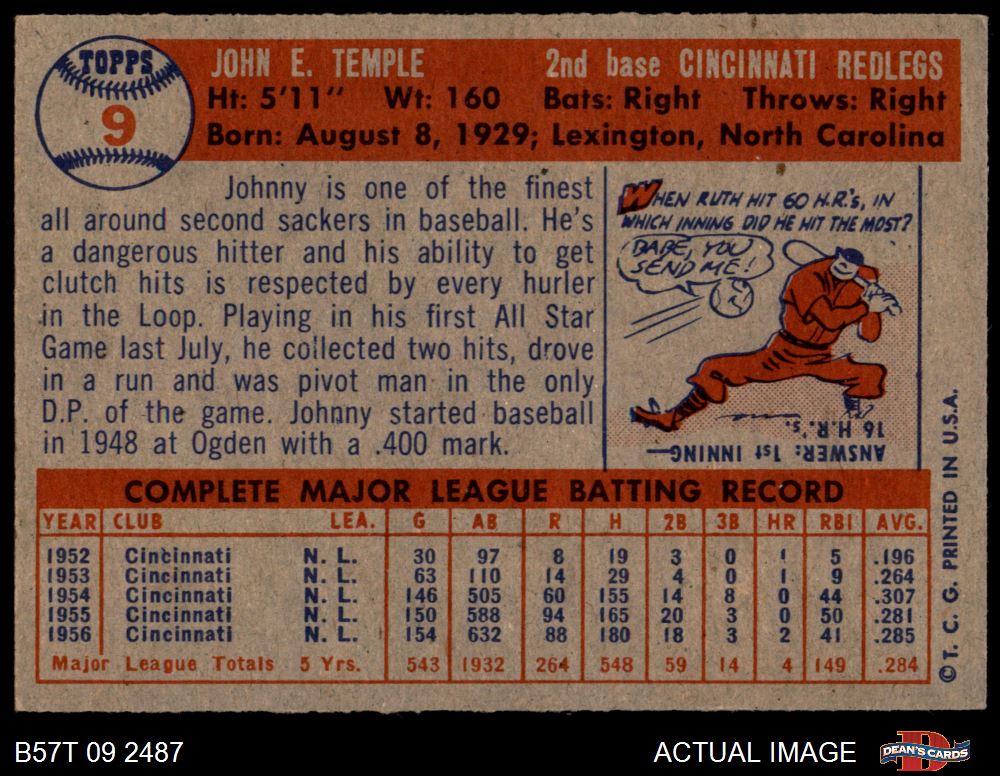 TOPPS
9
JOHN E. TEMPLE 2nd base CINCINNATI REDLEGS
Ht: 5'11" Wt: 160 Bats: Right Throws: Right
Born: August 8, 1929; Lexington, North Carolina
Johnny is one of the finest
all around second sackers in baseball. He's
a dangerous hitter and his ability to get
clutch hits is respected by every hurler
in the Loop. Playing in his first All Star
Game last July, he collected two hits, drove
in a run and was pivot man in the only
D.P. of the game. Johnny started baseball
in 1948 at Ogden with a .400 mark.
WHEN RUTH HIT 60 H.R.'s, IN
WHICH INNING DID HE HIT THE MOST?
BABE, YOU
SEND ME!
ANSWER: 1st INNING—
16 H.R.'s.
COMPLETE MAJOR LEAGUE BATTING RECORD
YEAR CLUB LEA. G AB R H 2B 3B HR RBI AVG.
1952 Cincinnati N. L. 30 97 8 19 3 0 1 5 .196
1953 Cincinnati N. L. 63 110 14 29 4 0 1 9 .264
1954 Cincinnati N. L. 146 505 60 155 14 8 0 44 .307
1955 Cincinnati N. L. 150 588 94 165 20 3 0 50 .281
1956 Cincinnati N. L. 154 632 88 180 18 3 2 41 .285
Major League Totals 5 Yrs. 543 1932 264 548 59 14 4 149 .284
© T. C. G. PRINTED IN U.S.A.
B57T 09 2487 ACTUAL IMAGE
D
DEAN'S CARDS